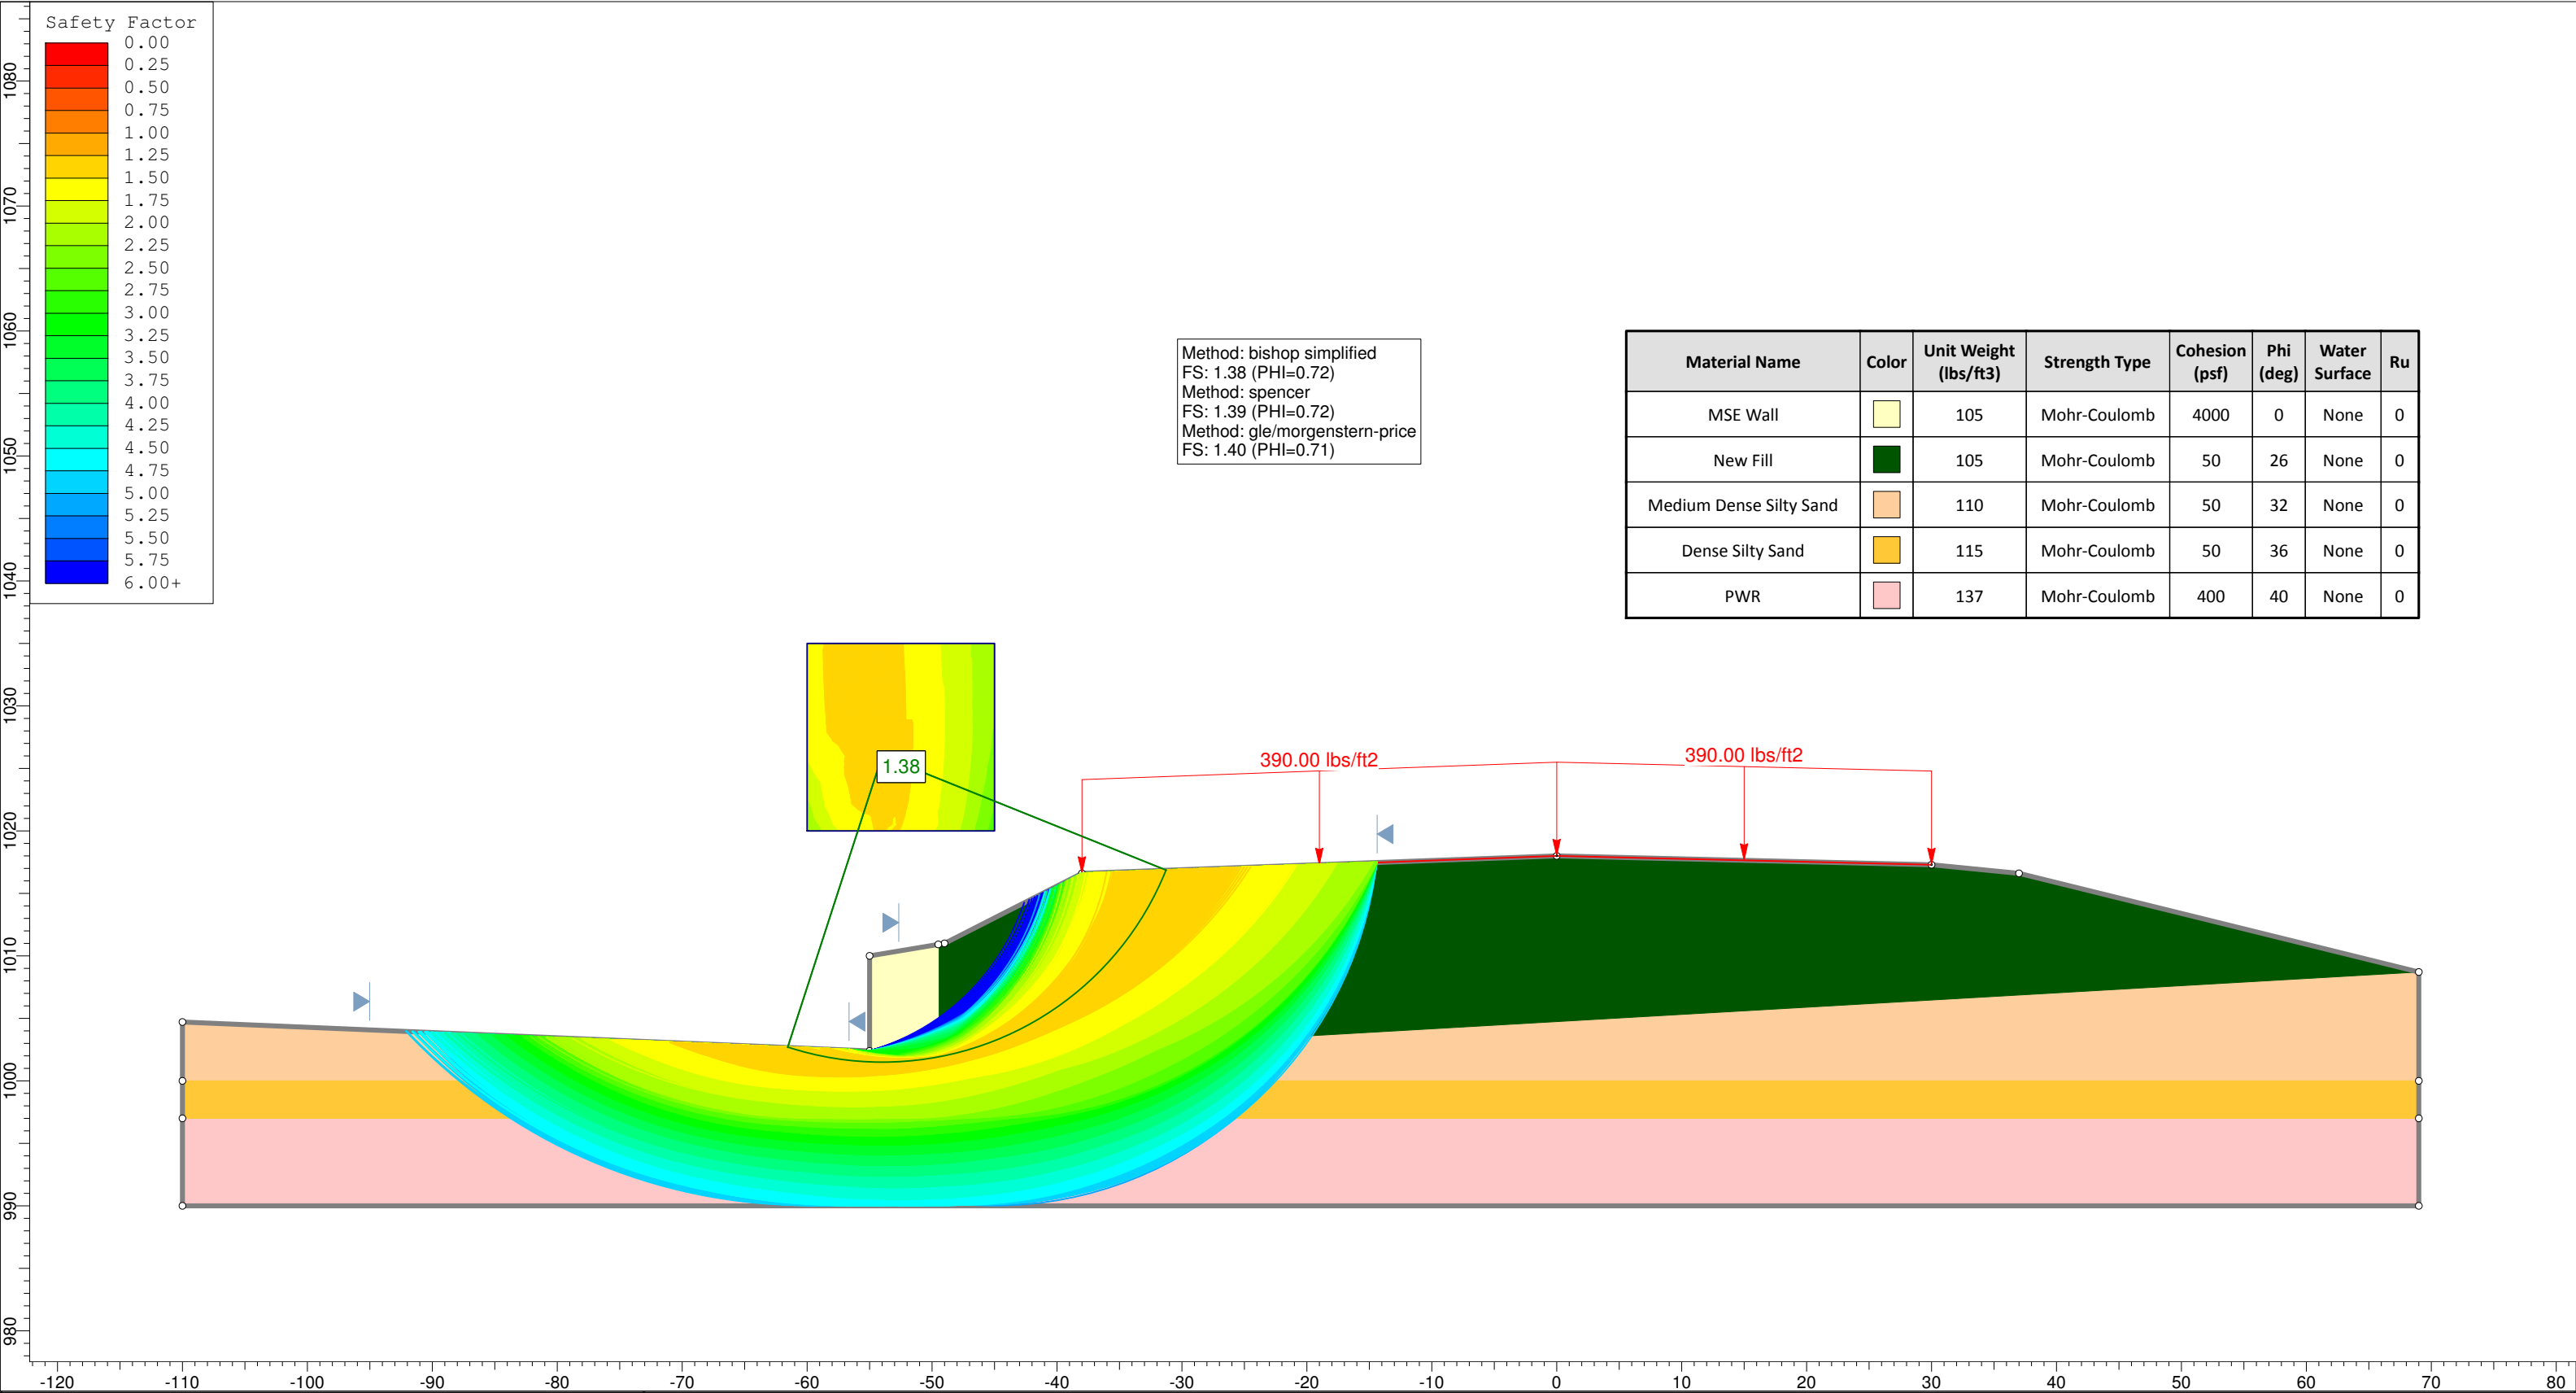 Safety Factor
0.00
0.25
0.50
0.75
1.00
1.25
1.50
1.75
2.00
2.25
2.50
2.75
3.00
3.25
3.50
3.75
4.00
4.25
4.50
4.75
5.00
5.25
5.50
5.75
6.00+
Method: bishop simplified
FS: 1.38 (PHI=0.72)
Method: spencer
FS: 1.39 (PHI=0.72)
Method: gle/morgenstern-price
FS: 1.40 (PHI=0.71)
Material Name Color Unit Weight (lbs/ft3) Strength Type Cohesion (psf) Phi (deg) Water Surface Ru
MSE Wall 105 Mohr-Coulomb 4000 0 None 0
New Fill 105 Mohr-Coulomb 50 26 None 0
Medium Dense Silty Sand 110 Mohr-Coulomb 50 32 None 0
Dense Silty Sand 115 Mohr-Coulomb 50 36 None 0
PWR 137 Mohr-Coulomb 400 40 None 0
1.38
390.00 lbs/ft2
390.00 lbs/ft2
1080
1070
1060
1050
1040
1030
1020
1010
1000
990
980
-120 -110 -100 -90 -80 -70 -60 -50 -40 -30 -20 -10 0 10 20 30 40 50 60 70 80